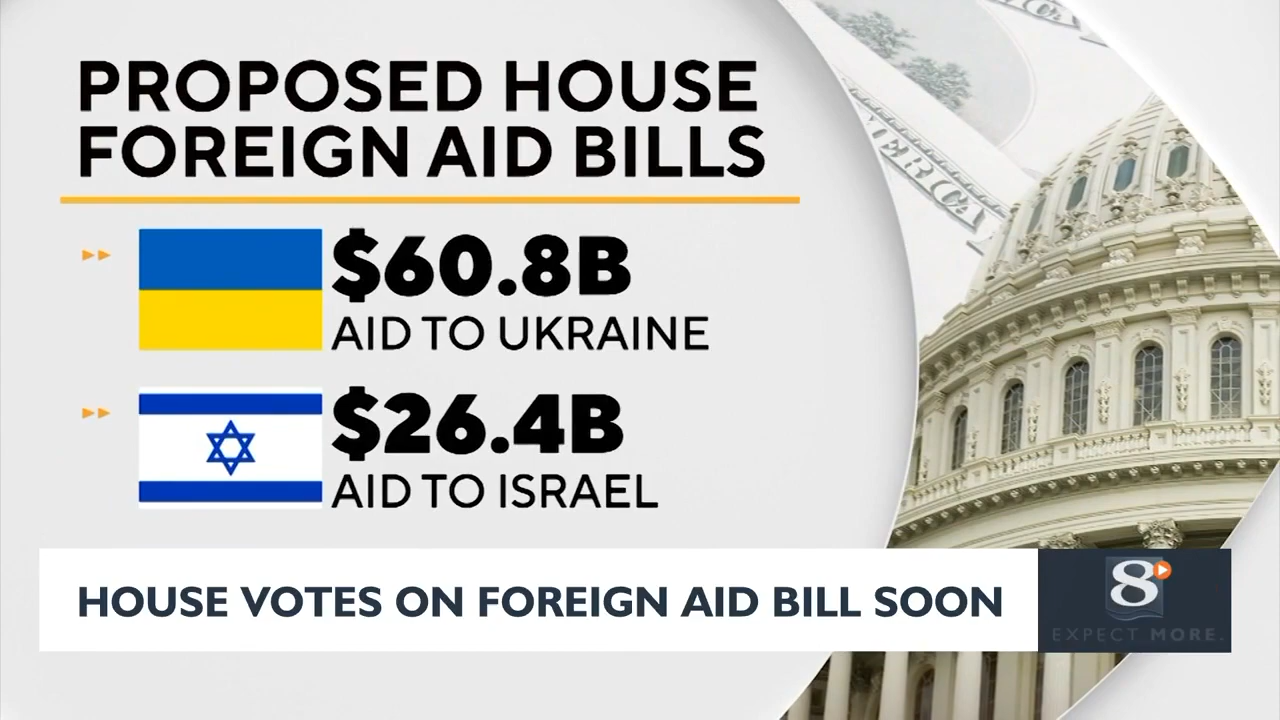 PROPOSED HOUSE
FOREIGN AID BILLS
$60.8B
AID TO UKRAINE
$26.4B
AID TO ISRAEL
HOUSE VOTES ON FOREIGN AID BILL SOON
8
EXPECT MORE.